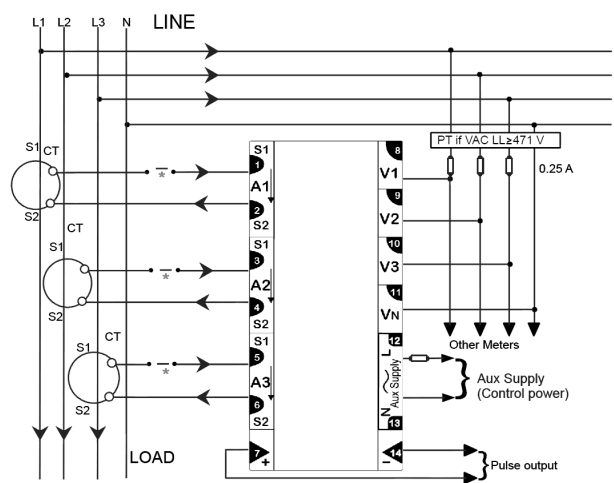 L1 L2 L3 N LINE
PT if VAC LL≥471 V
0.25 A
S1 CT
S2
CT
S1
S2
CT
S1
S2
*
*
*
S1
1
A1
2
S2
S1
3
A2
4
S2
S1
5
A3
6
S2
7
+
8
V1
9
V2
10
V3
11
VN
12
L
Aux Supply
N
13
14
–
Other Meters
Aux Supply
(Control power)
LOAD
Pulse output